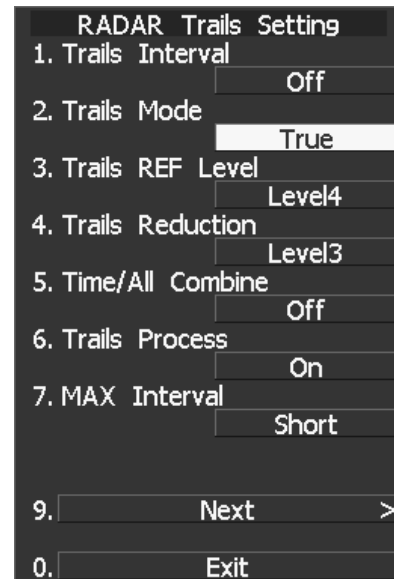 RADAR Trails Setting
1. Trails Interval
Off
2. Trails Mode
True
3. Trails REF Level
Level4
4. Trails Reduction
Level3
5. Time/All Combine
Off
6. Trails Process
On
7. MAX Interval
Short
9. Next >
0. Exit